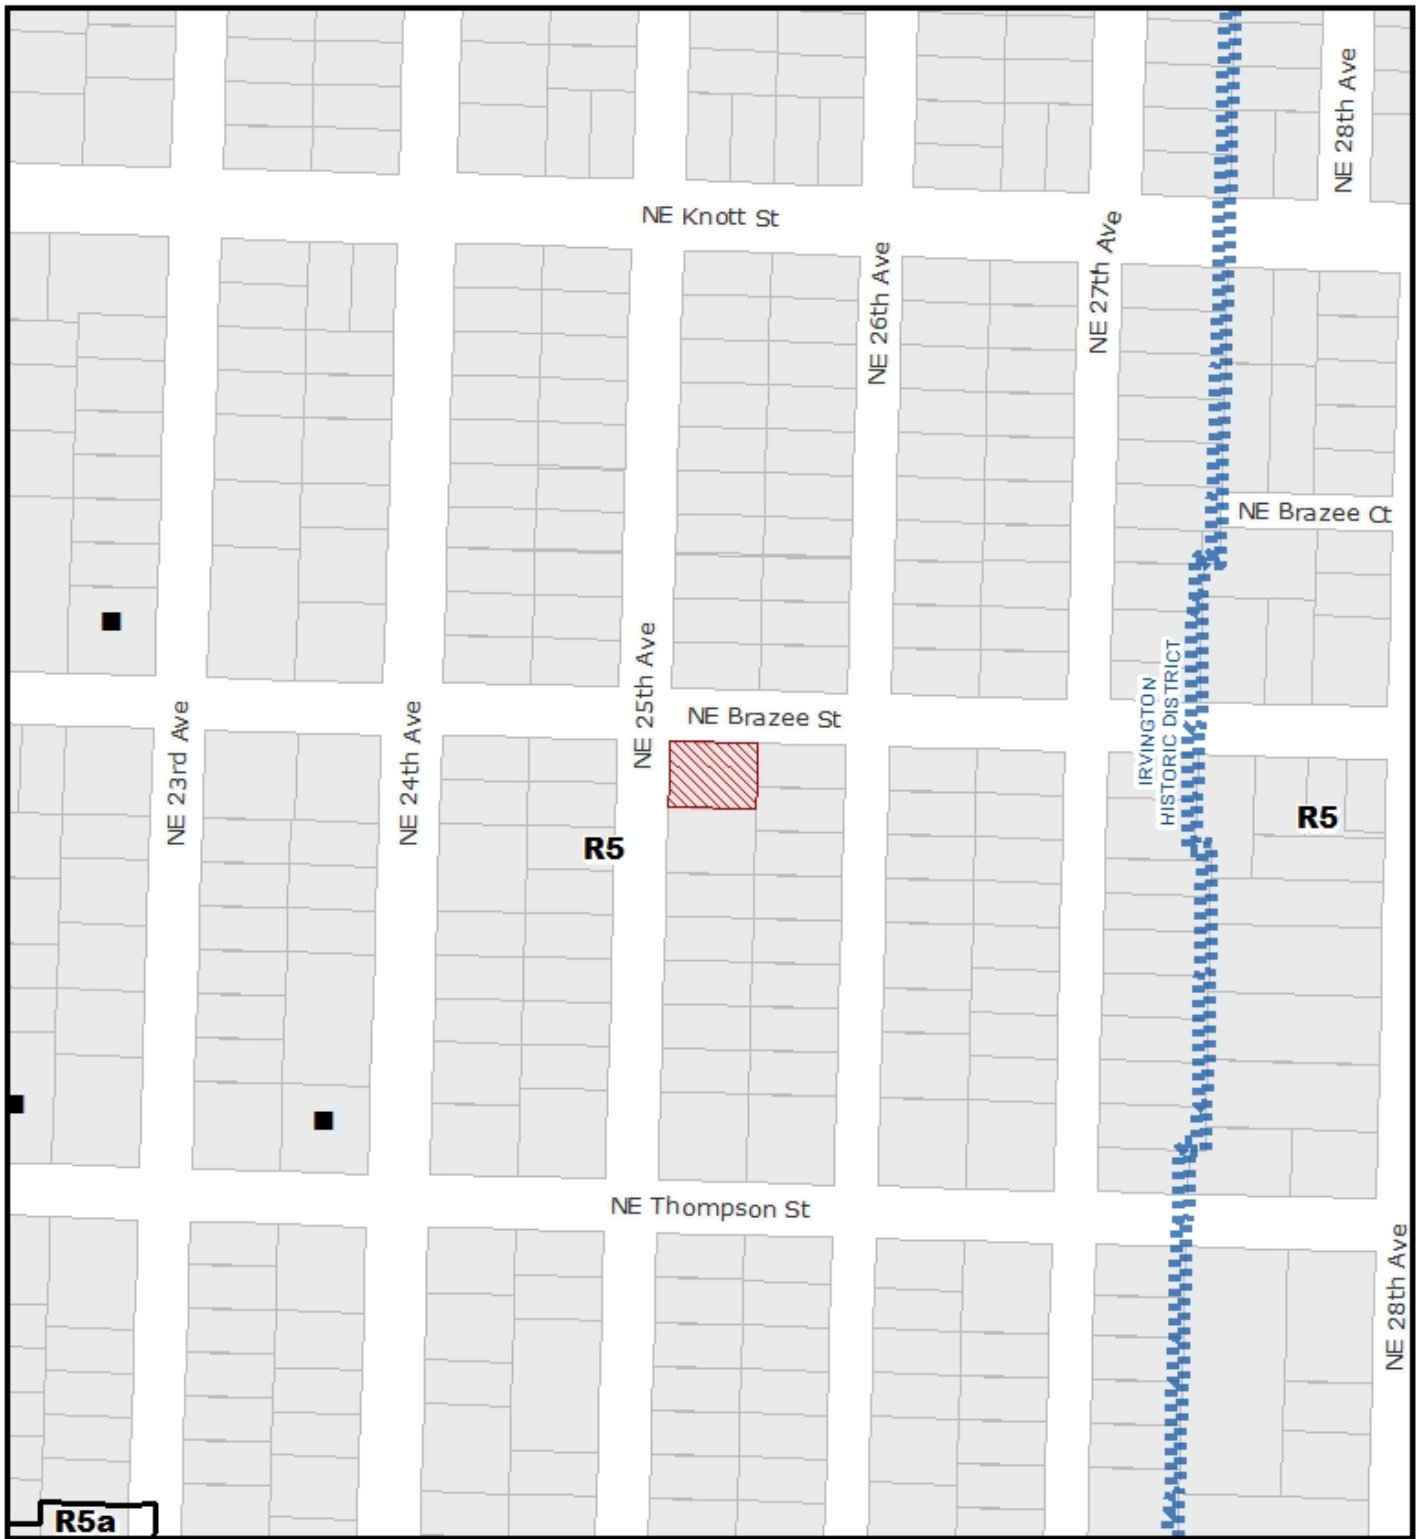 NE 28th Ave
NE Knott St
NE 26th Ave
NE 27th Ave
NE Brazee Ct
NE 25th Ave
IRVINGTON
HISTORIC DISTRICT
NE 23rd Ave
NE 24th Ave
NE Brazee St
R5
R5
NE Thompson St
NE 28th Ave
R5a